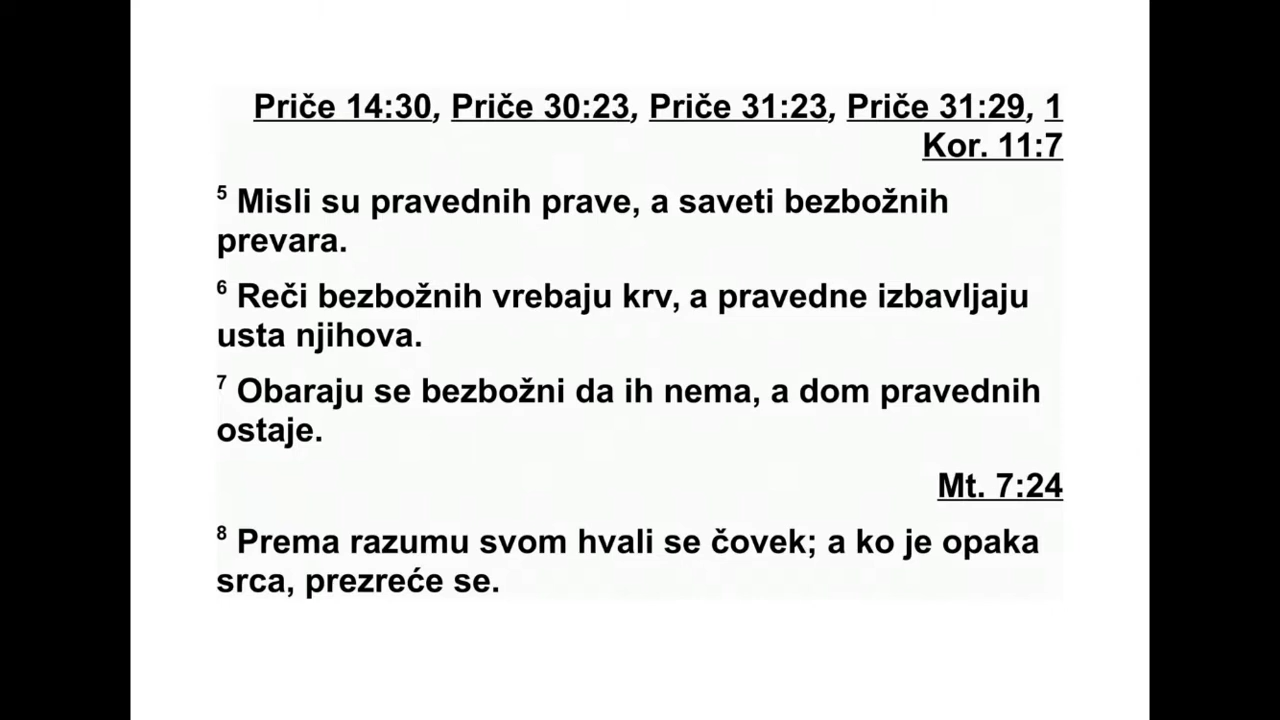 Priče 14:30, Priče 30:23, Priče 31:23, Priče 31:29, 1
Kor. 11:7
5 Misli su pravednih prave, a saveti bezbožnih
prevara.
6 Reči bezbožnih vrebaju krv, a pravedne izbavljaju
usta njihova.
7 Obaraju se bezbožni da ih nema, a dom pravednih
ostaje.
Mt. 7:24
8 Prema razumu svom hvali se čovek; a ko je opaka
srca, prezreće se.